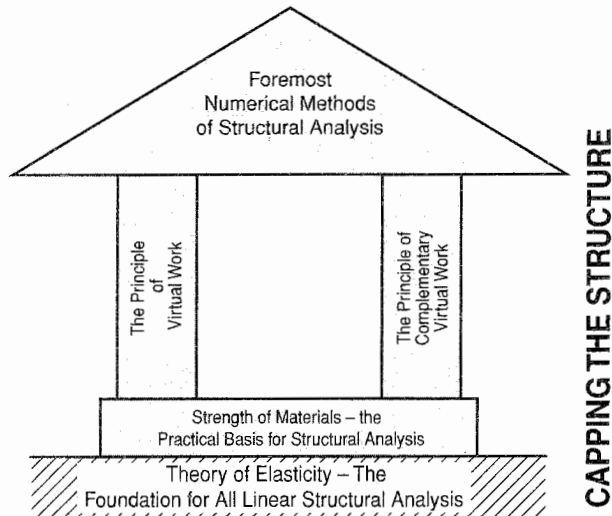 Foremost
Numerical Methods
of Structural Analysis
The Principle
of
Virtual Work
The Principle of
Complementary
Virtual Work
Strength of Materials – the
Practical Basis for Structural Analysis
Theory of Elasticity – The
Foundation for All Linear Structural Analysis
CAPPING THE STRUCTURE